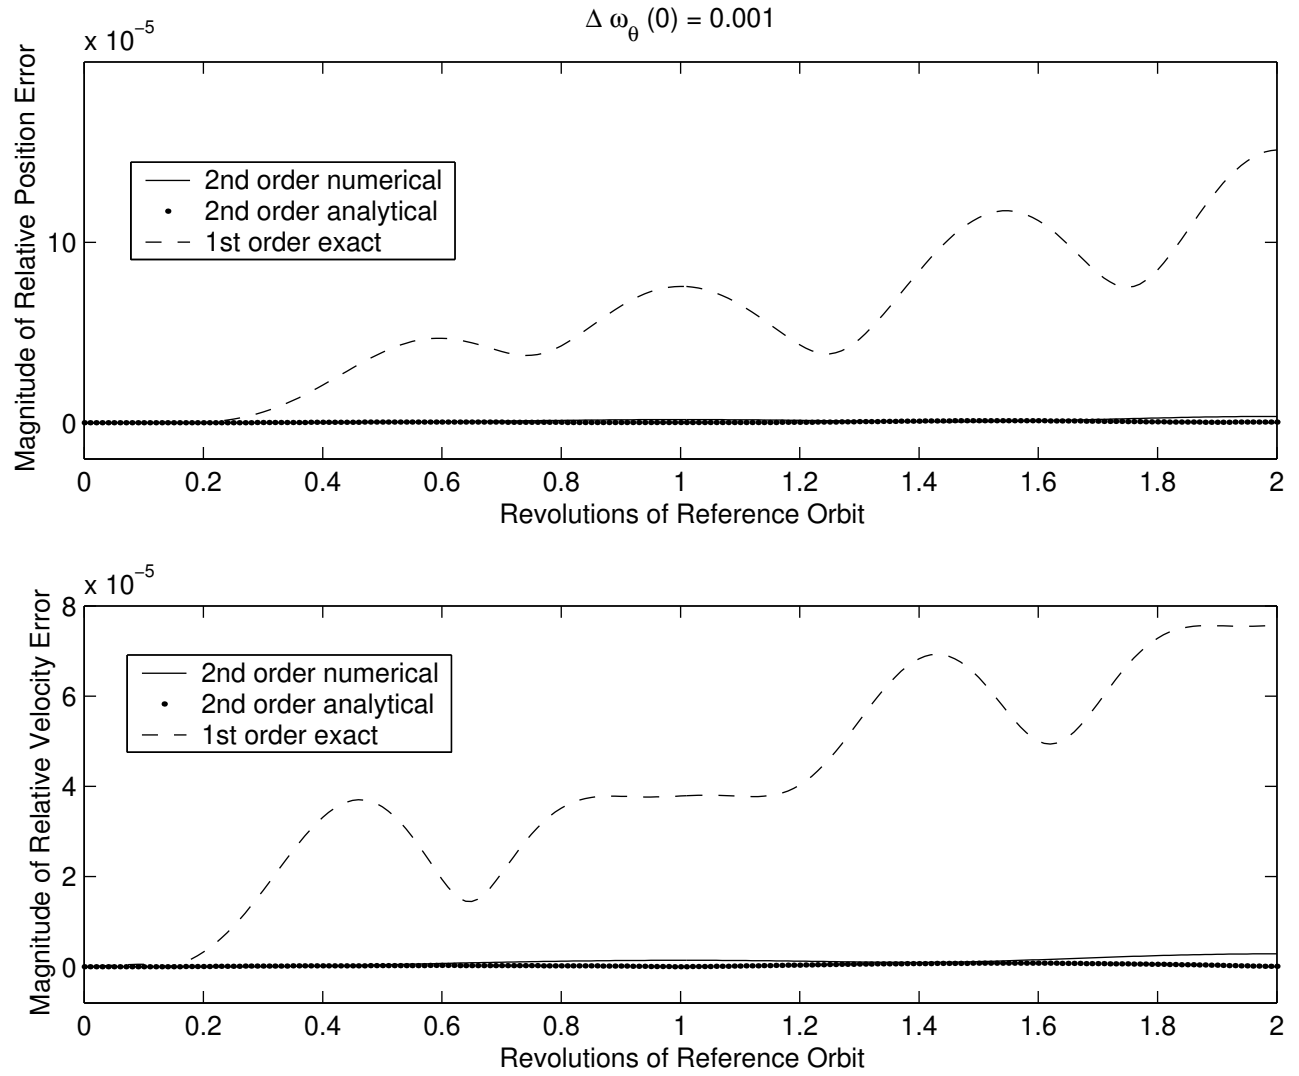 Δ ω_θ (0) = 0.001
x 10^−5
Magnitude of Relative Position Error
10
0
2nd order numerical
2nd order analytical
1st order exact
0 0.2 0.4 0.6 0.8 1 1.2 1.4 1.6 1.8 2
Revolutions of Reference Orbit
x 10^−5
Magnitude of Relative Velocity Error
8
6
4
2
0
2nd order numerical
2nd order analytical
1st order exact
0 0.2 0.4 0.6 0.8 1 1.2 1.4 1.6 1.8 2
Revolutions of Reference Orbit